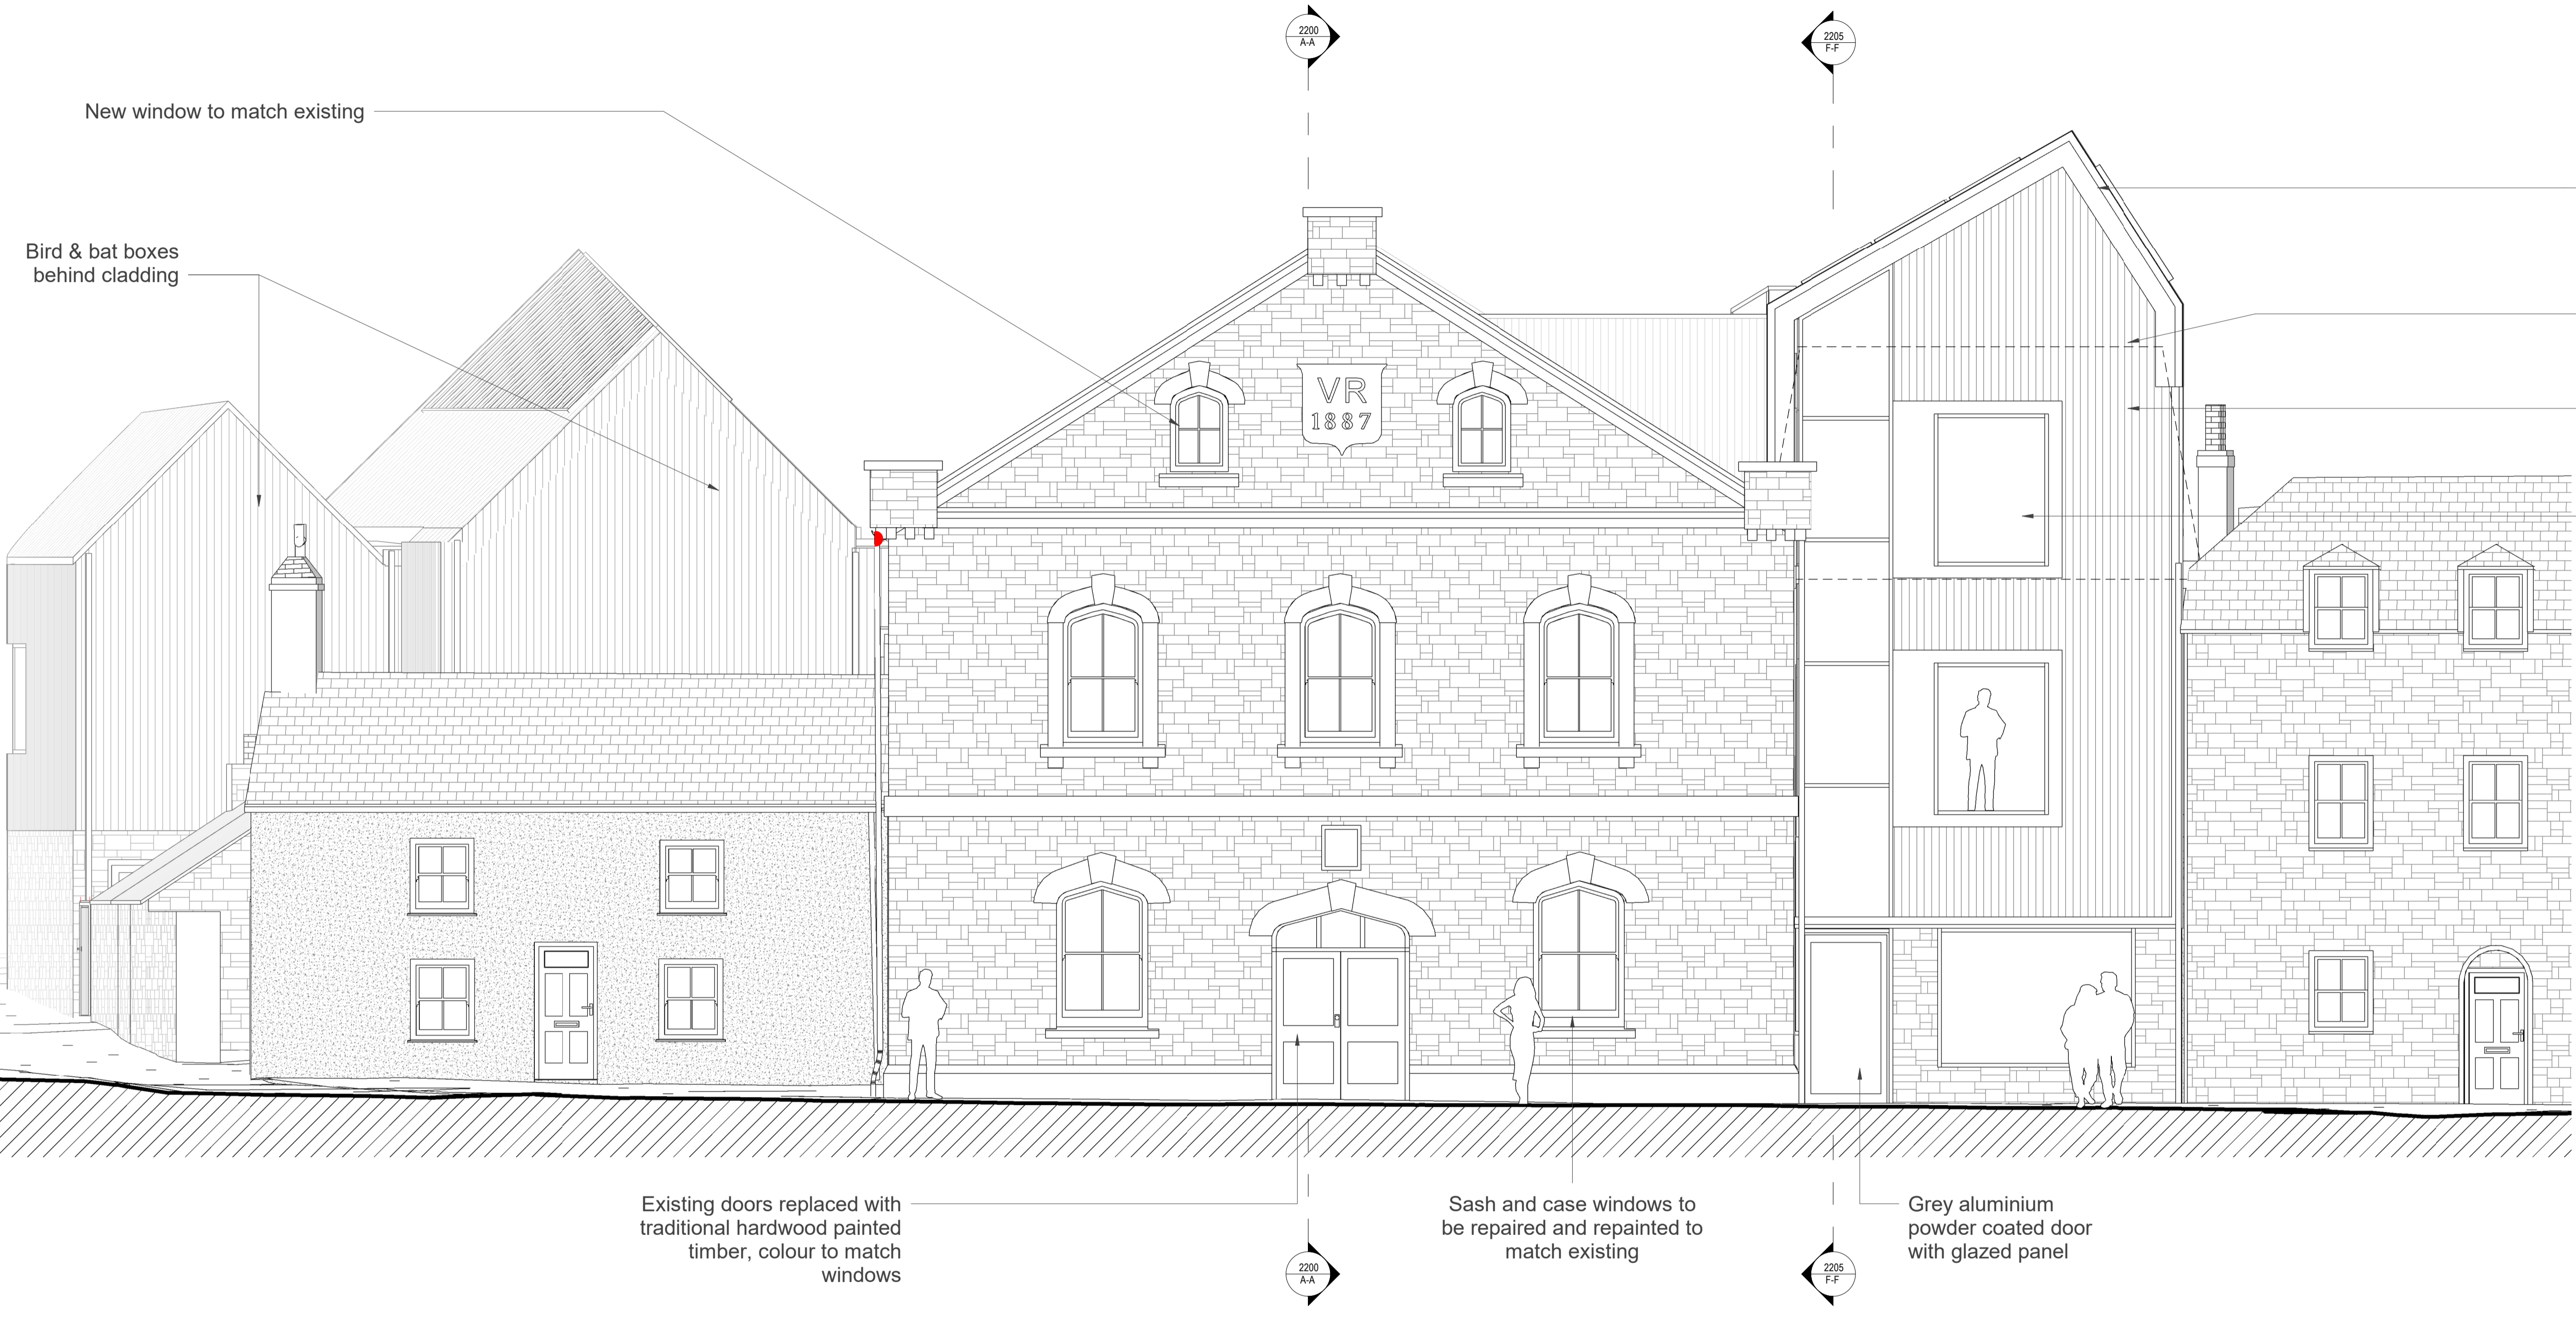 2200
A-A
2205
F-F
New window to match existing
Bird & bat boxes
behind cladding
VR
1887
Existing doors replaced with
traditional hardwood painted
timber, colour to match
windows
Sash and case windows to
be repaired and repainted to
match existing
Grey aluminium
powder coated door
with glazed panel
2200
A-A
2205
F-F